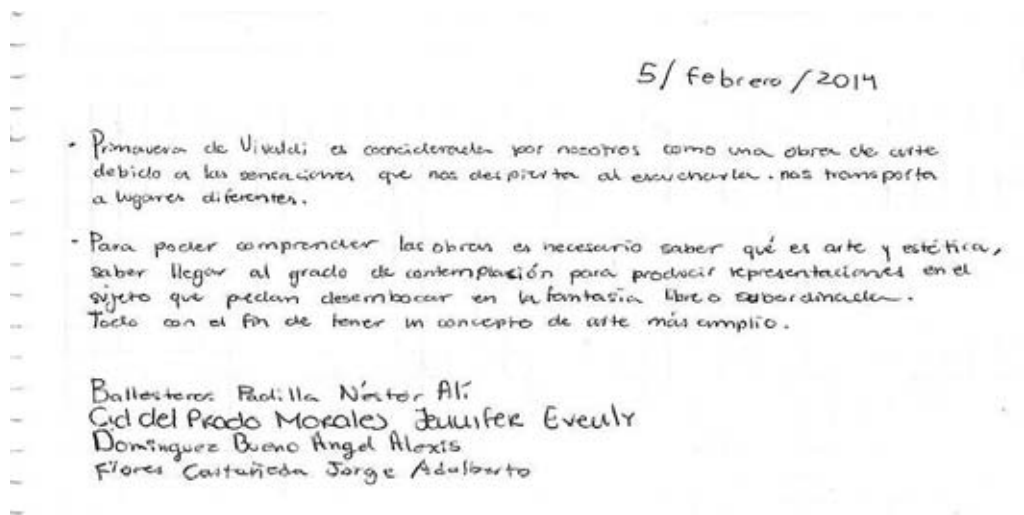 5/febrero/2014
· Primavera de Vivaldi es considerada por nosotros como una obra de arte
debido a las sensaciones que nos despierta al escucharla. nos transporta
a lugares diferentes.
· Para poder comprender las obras es necesario saber qué es arte y estética,
saber llegar al grado de contemplación para producir representaciones en el
sujeto que puedan desembocar en la fantasía libre o subordinada.
Todo con el fin de tener un concepto de arte más amplio.
Ballesteros Padilla Néstor Alí
Cid del Prado Morales Jennifer Evenly
Dominguez Bueno Angel Alexis
Flores Castañeda Jorge Adalberto